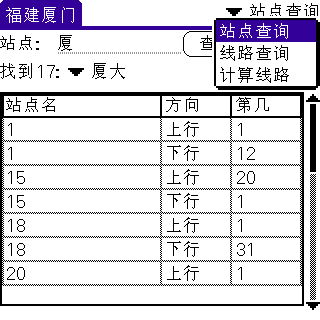 福建厦门
站点查询
站点查询
线路查询
计算线路
站点: 厦
查
找到17: 厦大
站点名 方向 第几
1 上行 1
1 下行 12
15 上行 20
15 下行 1
18 上行 1
18 下行 31
20 上行 1